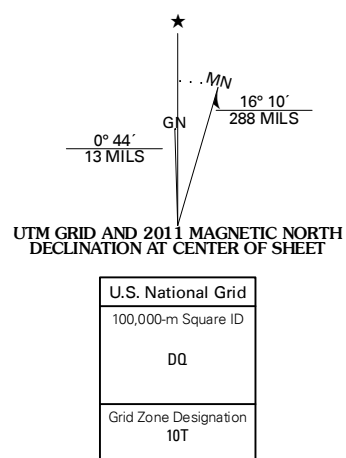 ★
. . . MN
GN
16° 10´
288 MILS
0° 44´
13 MILS
UTM GRID AND 2011 MAGNETIC NORTH
DECLINATION AT CENTER OF SHEET
U.S. National Grid
100,000-m Square ID
DQ
Grid Zone Designation
10T